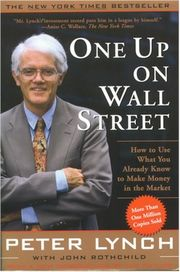 THE NEW YORK TIMES BESTSELLER
"Mr. Lynch's investment record puts him in a league by himself."
—Anise C. Wallace, The New York Times
ONE UP
ON
WALL
STREET
How to Use
What You
Already Know
to Make Money
in the Market
More Than
One Million
Copies Sold
PETER LYNCH
WITH JOHN ROTHCHILD